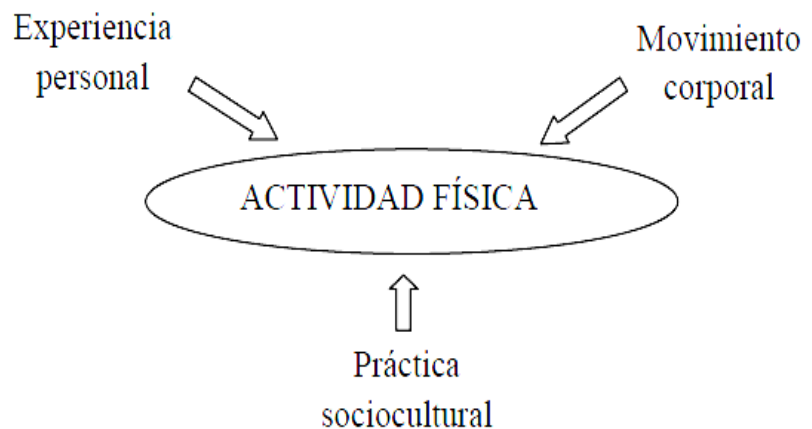 Experiencia
personal
Movimiento
corporal
ACTIVIDAD FÍSICA
Práctica
sociocultural